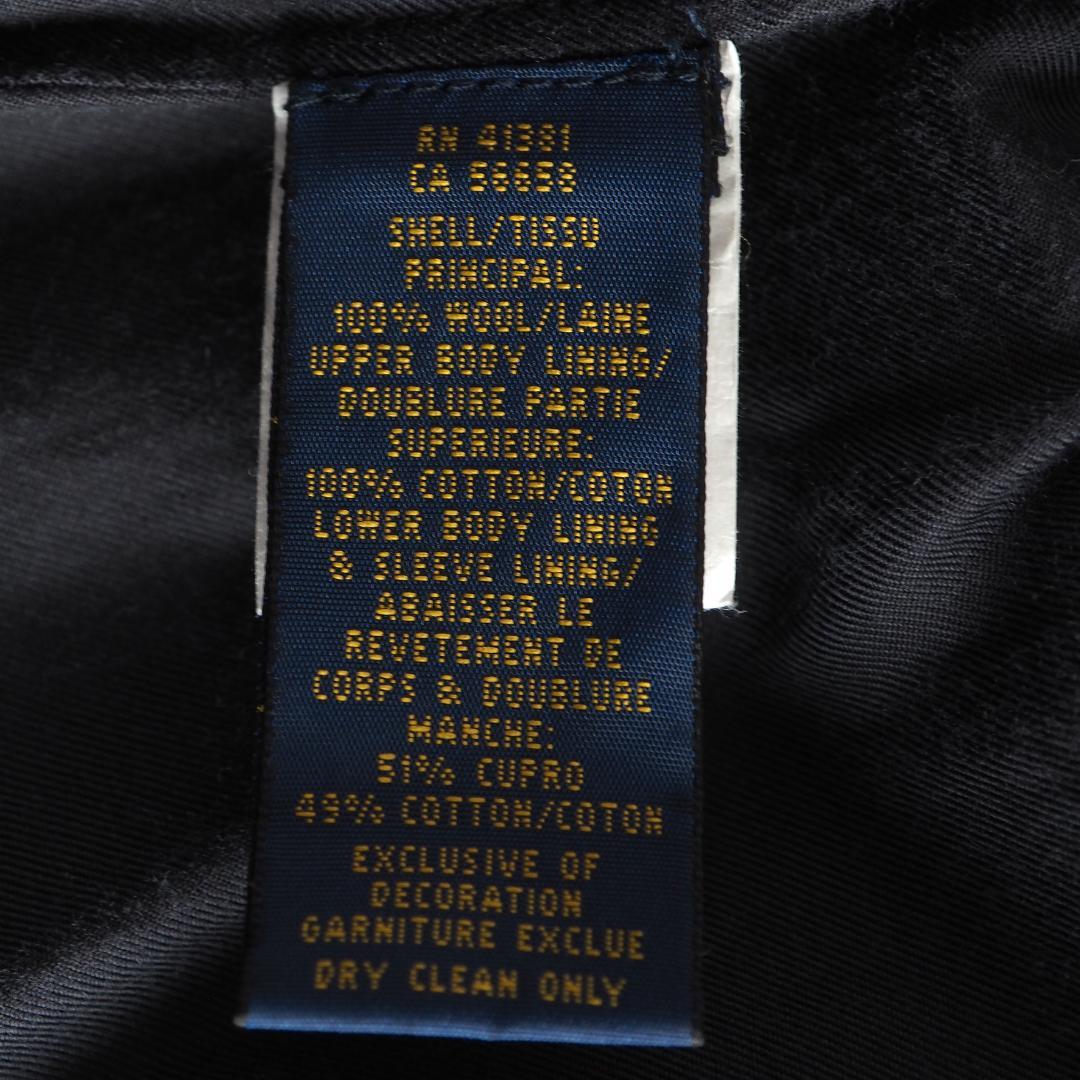 RN 41381
CA 56658
SHELL/TISSU
PRINCIPAL:
100% WOOL/LAINE
UPPER BODY LINING/
DOUBLURE PARTIE
SUPERIEURE:
100% COTTON/COTON
LOWER BODY LINING
& SLEEVE LINING/
ABAISSER LE
REVETEMENT DE
CORPS & DOUBLURE
MANCHE:
51% CUPRO
49% COTTON/COTON
EXCLUSIVE OF
DECORATION
GARNITURE EXCLUE
DRY CLEAN ONLY